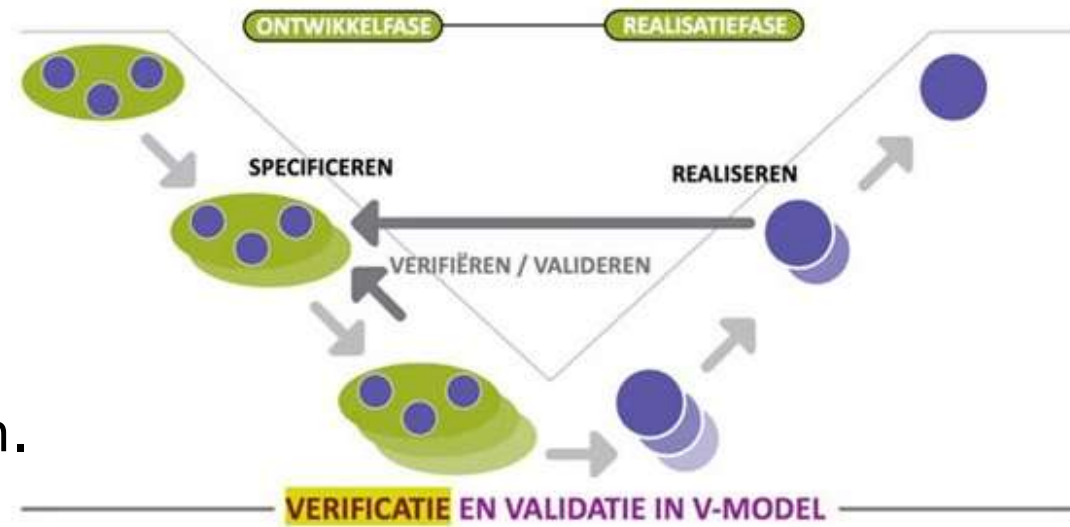 ONTWIKKELFASE REALISATIEFASE
SPECIFICEREN REALISEREN
VERIFIËREN / VALIDEREN
n.
VERIFICATIE EN VALIDATIE IN V-MODEL